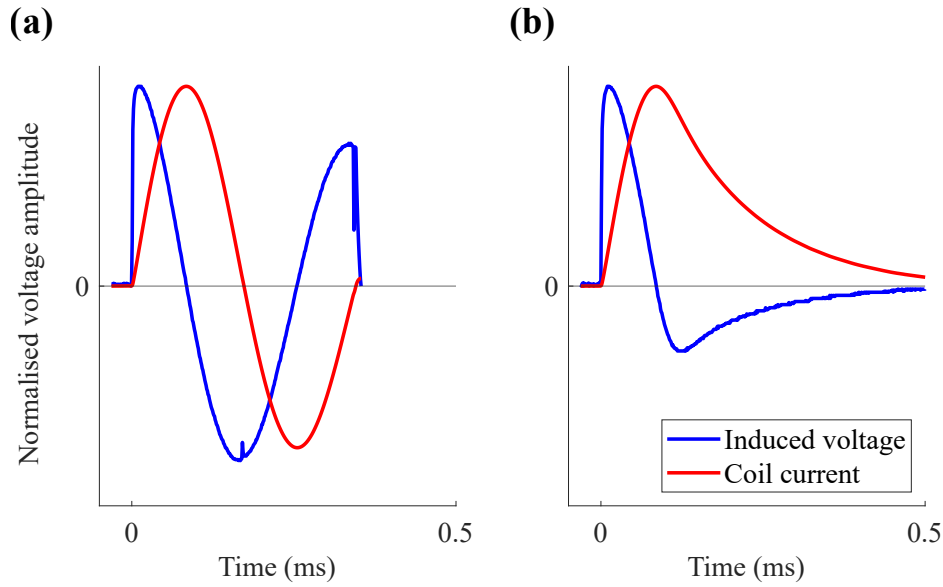 (a)
(b)
Normalised voltage amplitude
0
0
0.5
Time (ms)
0
0
0.5
Time (ms)
Induced voltage
Coil current